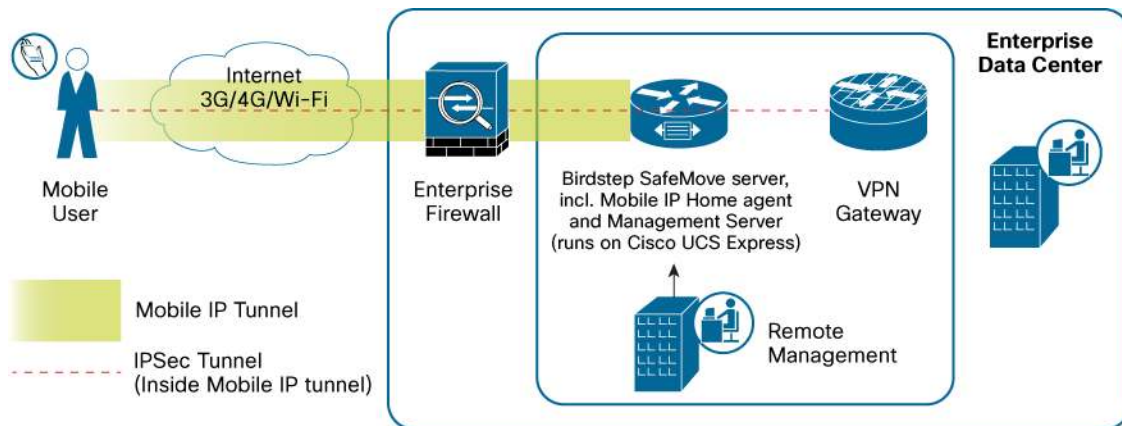 Enterprise
Data Center
Internet
3G/4G/Wi-Fi
Mobile
User
Enterprise
Firewall
Birdstep SafeMove server,
incl. Mobile IP Home agent
and Management Server
(runs on Cisco UCS Express)
VPN
Gateway
Remote
Management
Mobile IP Tunnel
IPSec Tunnel
(Inside Mobile IP tunnel)